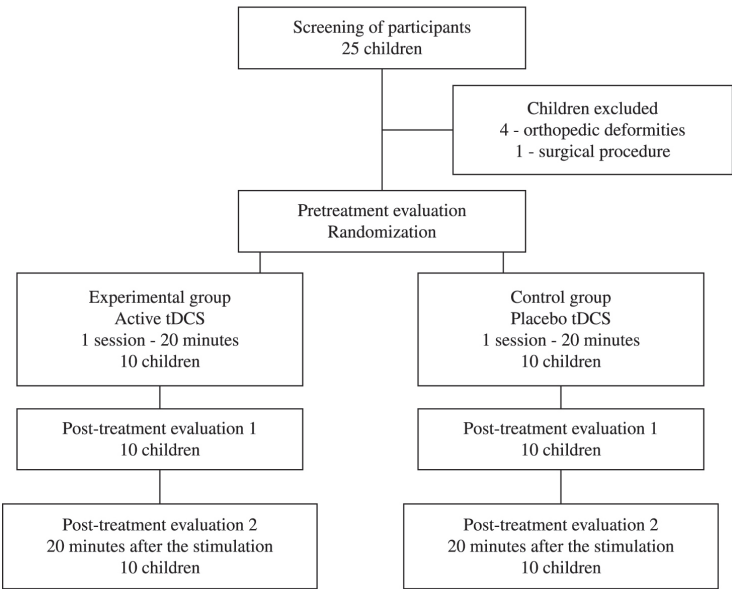 Screening of participants
25 children
Children excluded
4 - orthopedic deformities
1 - surgical procedure
Pretreatment evaluation
Randomization
Experimental group
Active tDCS
1 session - 20 minutes
10 children
Control group
Placebo tDCS
1 session - 20 minutes
10 children
Post-treatment evaluation 1
10 children
Post-treatment evaluation 1
10 children
Post-treatment evaluation 2
20 minutes after the stimulation
10 children
Post-treatment evaluation 2
20 minutes after the stimulation
10 children